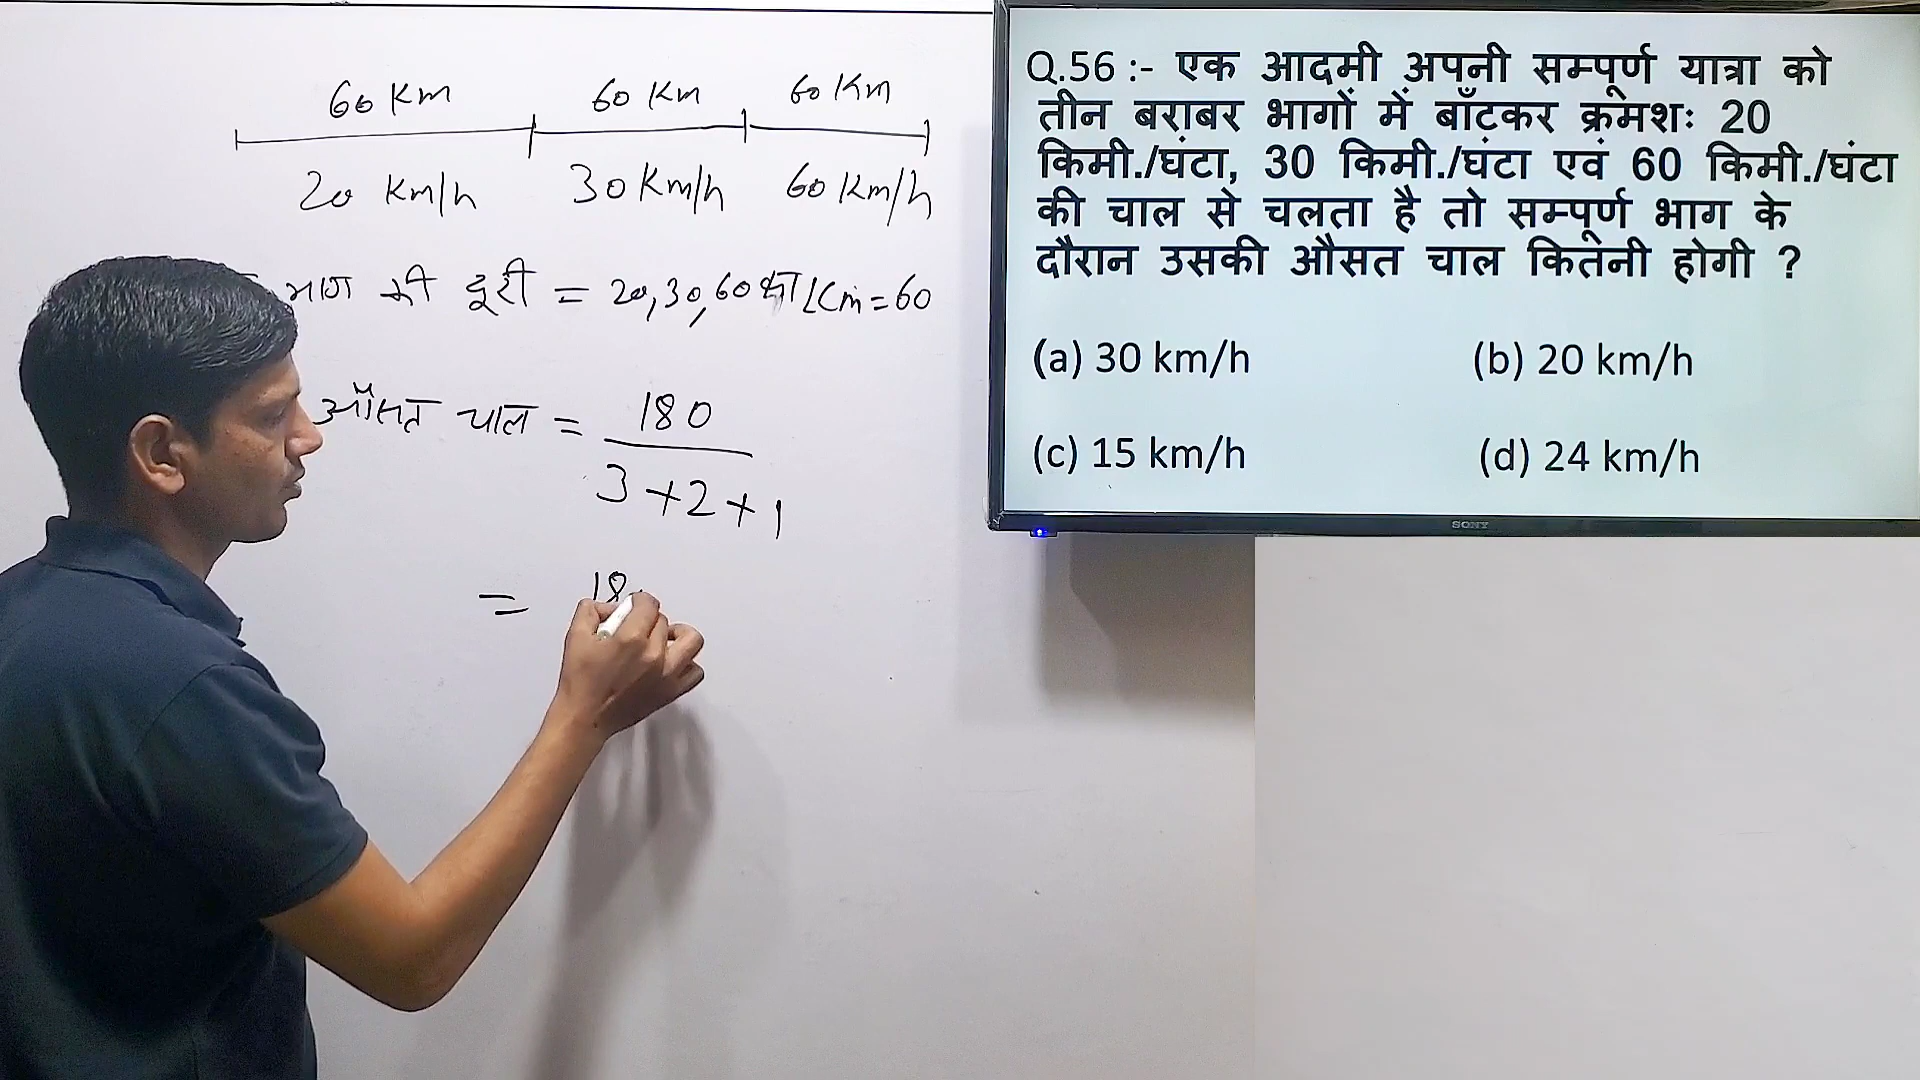 60 Km 60 Km 60 Km
20 Km/h 30 Km/h 60 Km/h
भाग की दूरी = 20, 30, 60 का LCM = 60
औसत चाल = 180
3 + 2 + 1
= 18
Q.56 :- एक आदमी अपनी सम्पूर्ण यात्रा को
तीन बराबर भागों में बाँटकर क्रमशः 20
किमी./घंटा, 30 किमी./घंटा एवं 60 किमी./घंटा
की चाल से चलता है तो सम्पूर्ण भाग के
दौरान उसकी औसत चाल कितनी होगी ?
(a) 30 km/h (b) 20 km/h
(c) 15 km/h (d) 24 km/h
SONY